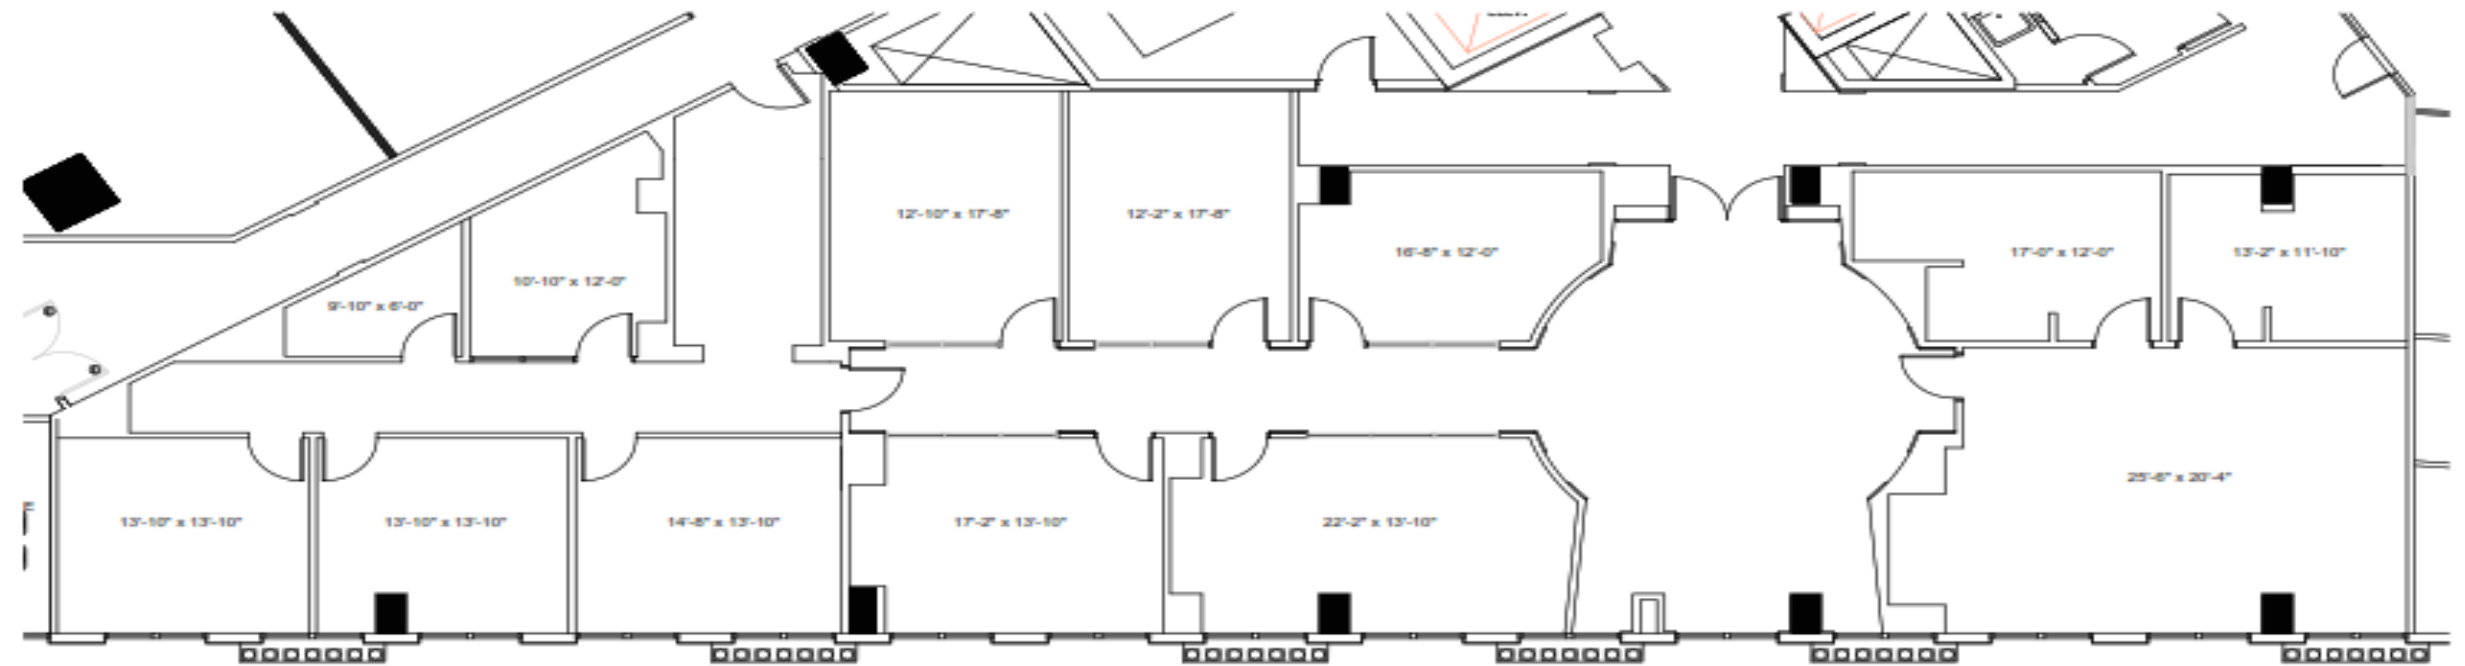 12'-10" x 17'-8"
12'-2" x 17'-8"
16'-8" x 12'-0"
17'-0" x 12'-0"
13'-2" x 11'-10"
10'-10" x 12'-0"
9'-10" x 6'-0"
25'-6" x 20'-4"
13'-10" x 13'-10"
13'-10" x 13'-10"
14'-8" x 13'-10"
17'-2" x 13'-10"
22'-2" x 13'-10"